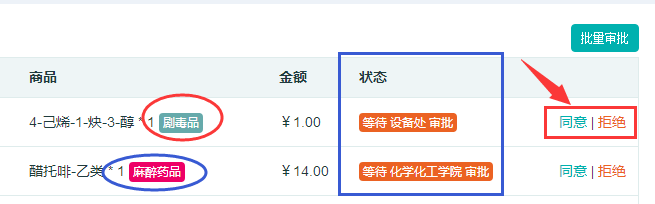 批量审批
商品 金额 状态
4-己烯-1-炔-3-醇 * 1 剧毒品 ￥1.00 等待 设备处 审批 同意 | 拒绝
醋托啡-乙类 * 1 麻醉药品 ￥14.00 等待 化学化工学院 审批 同意 | 拒绝